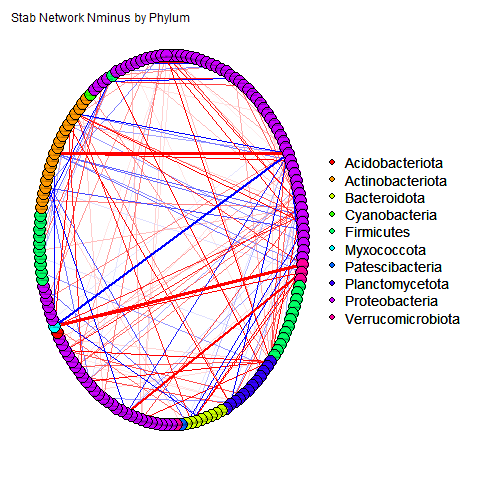 Stab Network Nminus by Phylum
Acidobacteriota
Actinobacteriota
Bacteroidota
Cyanobacteria
Firmicutes
Myxococcota
Patescibacteria
Planctomycetota
Proteobacteria
Verrucomicrobiota